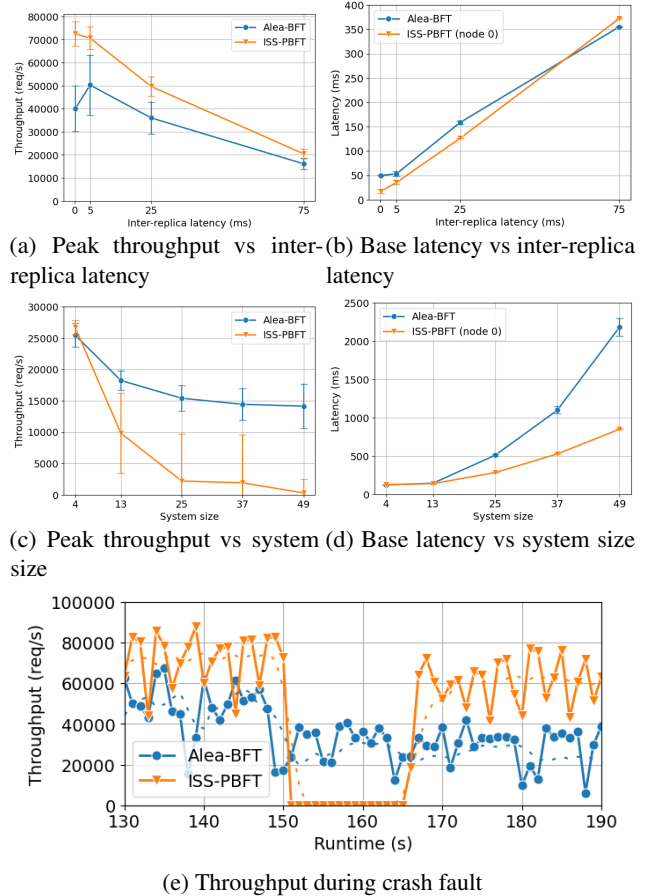 80000
70000
60000
50000
40000
30000
20000
10000
0
Throughput (req/s)
Alea-BFT
ISS-PBFT
0 5 25 75
Inter-replica latency (ms)
400
350
300
250
200
150
100
50
0
Latency (ms)
Alea-BFT
ISS-PBFT (node 0)
0 5 25 75
Inter-replica latency (ms)
(a) Peak throughput vs inter-
replica latency
(b) Base latency vs inter-replica
latency
30000
25000
20000
15000
10000
5000
0
Throughput (req/s)
Alea-BFT
ISS-PBFT
4 13 25 37 49
System size
2500
2000
1500
1000
500
0
Latency (ms)
Alea-BFT
ISS-PBFT (node 0)
4 13 25 37 49
System size
(c) Peak throughput vs system
size
(d) Base latency vs system size
100000
80000
60000
40000
20000
0
Throughput (req/s)
Alea-BFT
ISS-PBFT
130 140 150 160 170 180 190
Runtime (s)
(e) Throughput during crash fault